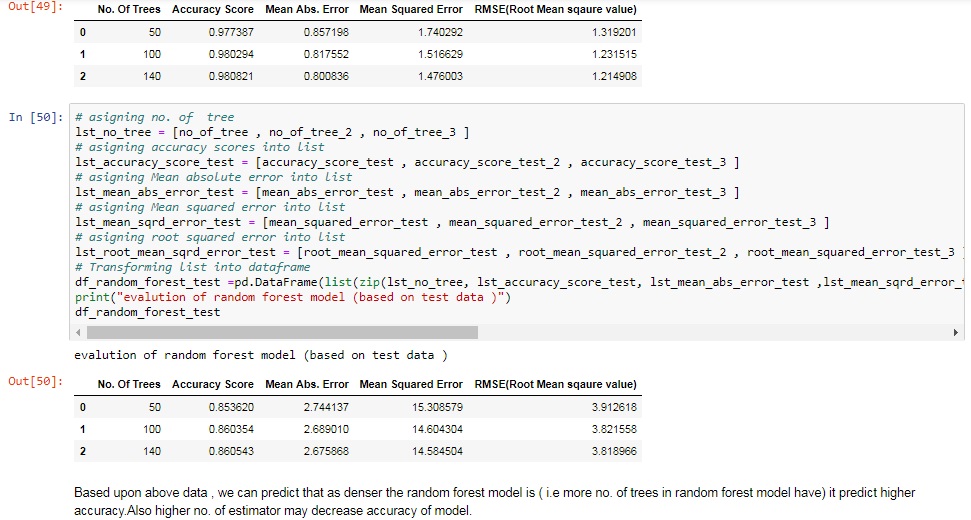 Out[49]:
No. Of Trees Accuracy Score Mean Abs. Error Mean Squared Error RMSE(Root Mean sqaure value)
0 50 0.977387 0.857198 1.740292 1.319201
1 100 0.980294 0.817552 1.516629 1.231515
2 140 0.980821 0.800836 1.476003 1.214908
In [50]:
# asigning no. of tree
lst_no_tree = [no_of_tree , no_of_tree_2 , no_of_tree_3 ]
# asigning accuracy scores into list
lst_accuracy_score_test = [accuracy_score_test , accuracy_score_test_2 , accuracy_score_test_3 ]
# asigning Mean absolute error into list
lst_mean_abs_error_test = [mean_abs_error_test , mean_abs_error_test_2 , mean_abs_error_test_3 ]
# asigning Mean squared error into list
lst_mean_sqrd_error_test = [mean_squared_error_test , mean_squared_error_test_2 , mean_squared_error_test_3 ]
# asigning root squared error into list
lst_root_mean_sqrd_error_test = [root_mean_squared_error_test , root_mean_squared_error_test_2 , root_mean_squared_error_test_3
# Transforming list into dataframe
df_random_forest_test =pd.DataFrame(list(zip(lst_no_tree, lst_accuracy_score_test, lst_mean_abs_error_test ,lst_mean_sqrd_error_
print("evalution of random forest model (based on test data )")
df_random_forest_test
evalution of random forest model (based on test data )
Out[50]:
No. Of Trees Accuracy Score Mean Abs. Error Mean Squared Error RMSE(Root Mean sqaure value)
0 50 0.853620 2.744137 15.308579 3.912618
1 100 0.860354 2.689010 14.604304 3.821558
2 140 0.860543 2.675868 14.584504 3.818966
Based upon above data , we can predict that as denser the random forest model is ( i.e more no. of trees in random forest model have) it predict higher
accuracy.Also higher no. of estimator may decrease accuracy of model.